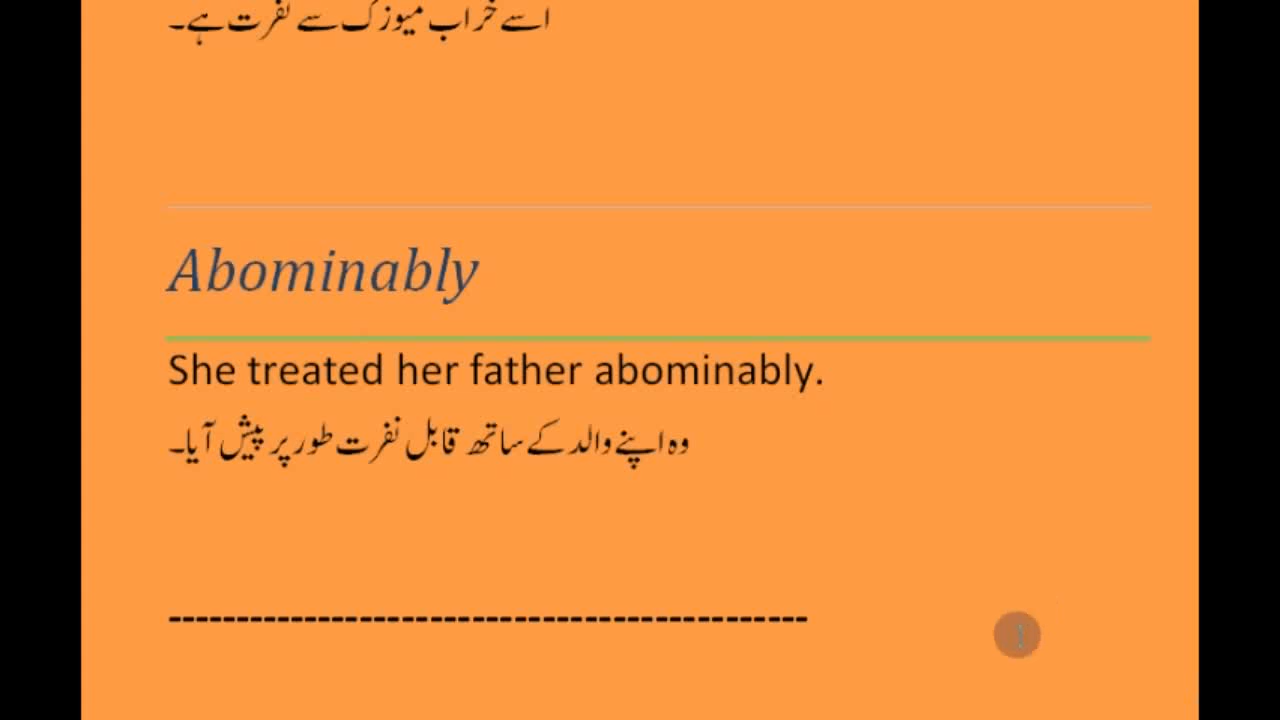 اسے خراب میوزک سے نفرت ہے۔
Abominably
She treated her father abominably.
وہ اپنے والد کے ساتھ قابل نفرت طور پر پیش آیا۔
-----------------------------------------------